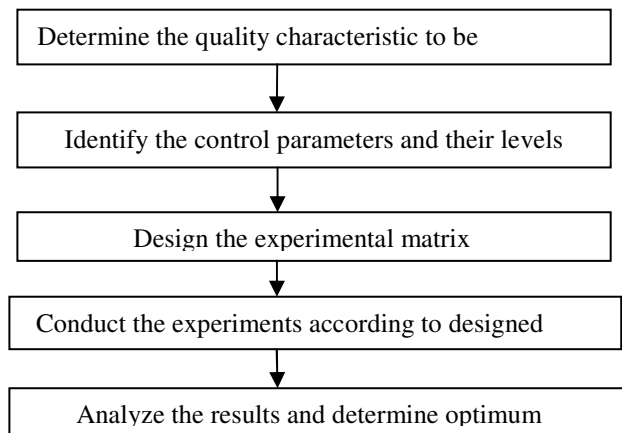 Determine the quality characteristic to be
Identify the control parameters and their levels
Design the experimental matrix
Conduct the experiments according to designed
Analyze the results and determine optimum